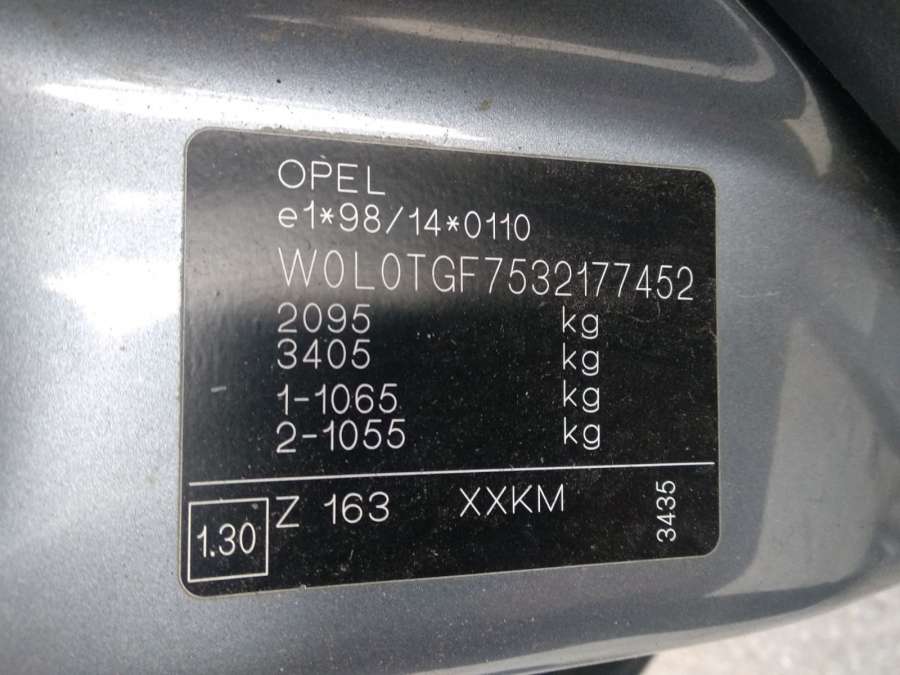 OPEL
e1*98/14*0110
W0L0TGF7532177452
2095 kg
3405 kg
1-1065 kg
2-1055 kg
1.30 Z 163 XXKM 3435